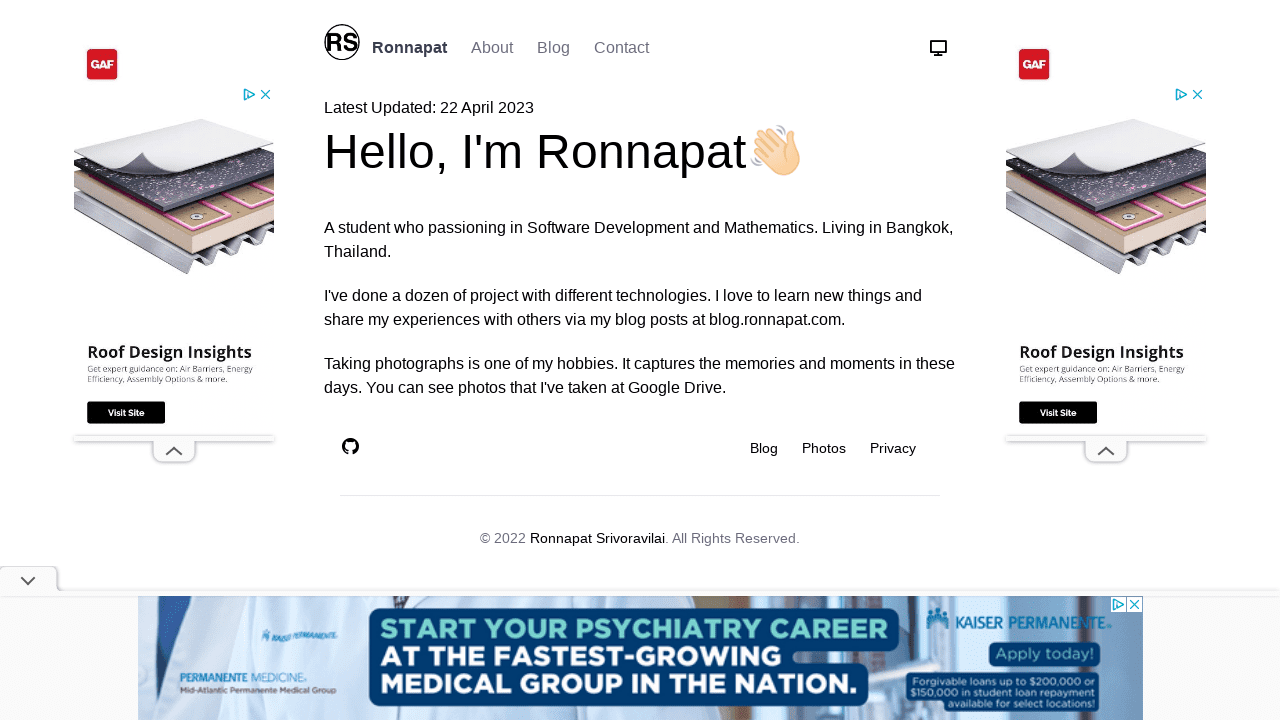 RS Ronnapat About Blog Contact
Latest Updated: 22 April 2023
Hello, I'm Ronnapat👋
A student who passioning in Software Development and Mathematics. Living in Bangkok,
Thailand.
I've done a dozen of project with different technologies. I love to learn new things and
share my experiences with others via my blog posts at blog.ronnapat.com.
Taking photographs is one of my hobbies. It captures the memories and moments in these
days. You can see photos that I've taken at Google Drive.
Blog Photos Privacy
© 2022 Ronnapat Srivoravilai. All Rights Reserved.
GAF
Roof Design Insights
Get expert guidance on: Air Barriers, Energy
Efficiency, Assembly Options & more.
Visit Site
GAF
Roof Design Insights
Get expert guidance on: Air Barriers, Energy
Efficiency, Assembly Options & more.
Visit Site
KAISER PERMANENTE
PERMANENTE MEDICINE
Mid-Atlantic Permanente Medical Group
START YOUR PSYCHIATRY CAREER
AT THE FASTEST-GROWING
MEDICAL GROUP IN THE NATION.
KAISER PERMANENTE®
Apply today!
Forgivable loans up to $200,000 or
$150,000 in student loan repayment
available for select locations!